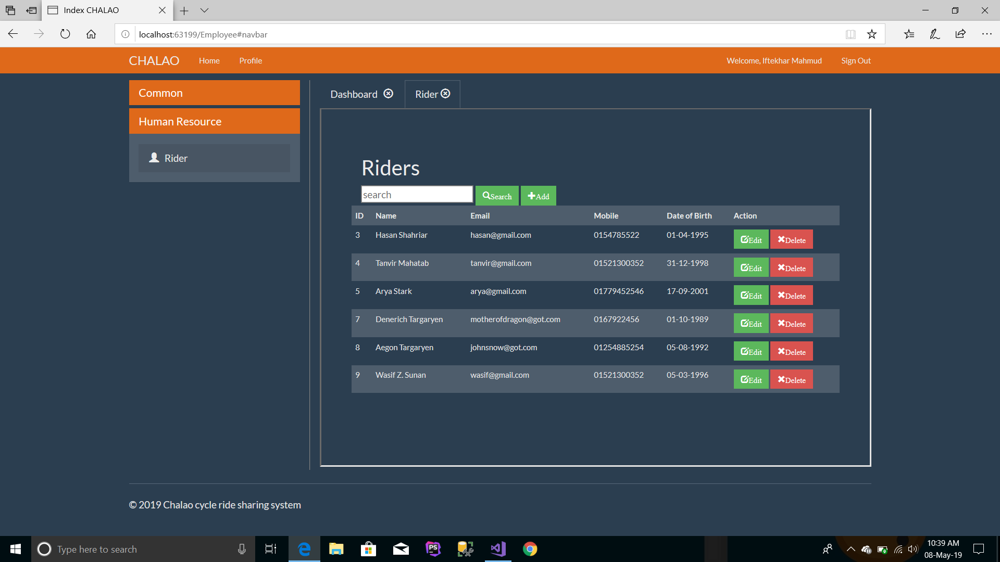 Index CHALAO
localhost:63199/Employee#navbar
CHALAO Home Profile Welcome, Iftekhar Mahmud Sign Out
Common
Human Resource
Rider
Dashboard Rider
Riders
search Search Add
ID Name Email Mobile Date of Birth Action
3 Hasan Shahriar hasan@gmail.com 0154785522 01-04-1995 Edit Delete
4 Tanvir Mahatab tanvir@gmail.com 01521300352 31-12-1998 Edit Delete
5 Arya Stark arya@gmail.com 01779452546 17-09-2001 Edit Delete
7 Denerich Targaryen motherofdragon@got.com 0167922456 01-10-1989 Edit Delete
8 Aegon Targaryen johnsnow@got.com 01254885254 05-08-1992 Edit Delete
9 Wasif Z. Sunan wasif@gmail.com 01521300352 05-03-1996 Edit Delete
© 2019 Chalao cycle ride sharing system
Type here to search
PS
10:39 AM
08-May-19